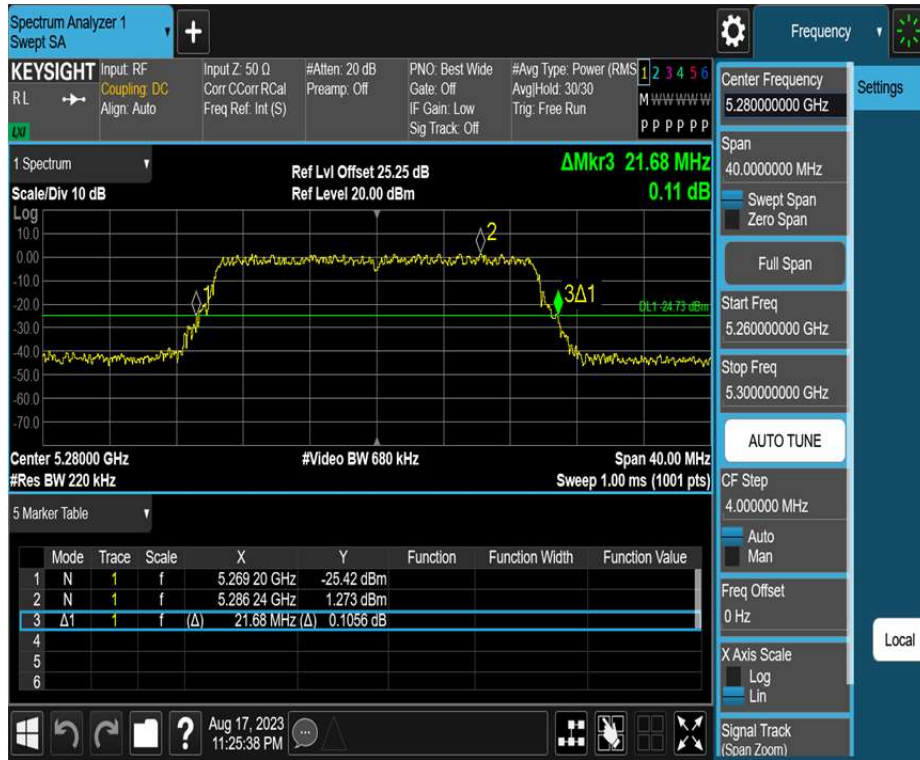 Spectrum Analyzer 1
Swept SA
Frequency
KEYSIGHT
RL
LXI
Input: RF
Coupling: DC
Align: Auto
Input Z: 50 Ω
Corr CCorr RCal
Freq Ref: Int (S)
#Atten: 20 dB
Preamp: Off
PNO: Best Wide
Gate: Off
IF Gain: Low
Sig Track: Off
#Avg Type: Power (RMS
Avg|Hold: 30/30
Trig: Free Run
1 2 3 4 5 6
M W W W W W
P P P P P P
1 Spectrum
Scale/Div 10 dB
Ref Lvl Offset 25.25 dB
Ref Level 20.00 dBm
ΔMkr3 21.68 MHz
0.11 dB
Log
10.0
0.00
-10.0
-20.0
-30.0
-40.0
-50.0
-60.0
-70.0
1
2
3Δ1
DL1 -24.73 dBm
Center 5.28000 GHz
#Video BW 680 kHz
Span 40.00 MHz
#Res BW 220 kHz
Sweep 1.00 ms (1001 pts)
5 Marker Table
Mode Trace Scale X Y Function Function Width Function Value
1 N 1 f 5.269 20 GHz -25.42 dBm
2 N 1 f 5.286 24 GHz 1.273 dBm
3 Δ1 1 f (Δ) 21.68 MHz (Δ) 0.1056 dB
4
5
6
?
Aug 17, 2023
11:25:38 PM
Center Frequency
5.280000000 GHz
Span
40.0000000 MHz
Swept Span
Zero Span
Full Span
Start Freq
5.260000000 GHz
Stop Freq
5.300000000 GHz
AUTO TUNE
CF Step
4.000000 MHz
Auto
Man
Freq Offset
0 Hz
X Axis Scale
Log
Lin
Signal Track
(Span Zoom)
Settings
Local